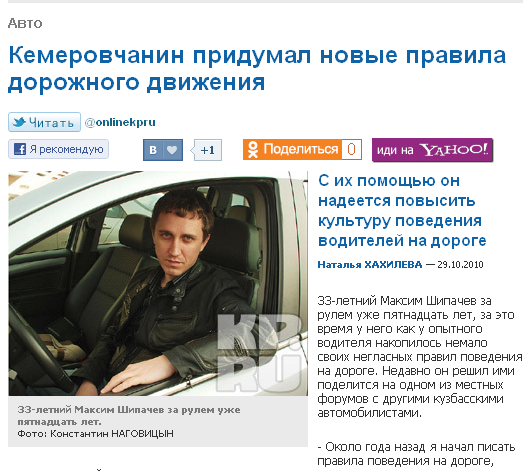 Авто
Кемеровчанин придумал новые правила
дорожного движения
Читать @onlinekpru
Я рекомендую
В
+1
Поделиться 0
иди на YAHOO!
KP
RU
33-летний Максим Шипачев за рулем уже
пятнадцать лет.
Фото: Константин НАГОВИЦЫН
С их помощью он
надеется повысить
культуру поведения
водителей на дороге
Наталья ХАХИЛЕВА — 29.10.2010
33-летний Максим Шипачев за
рулем уже пятнадцать лет, за это
время у него как у опытного
водителя накопилось немало
своих негласных правил поведения
на дороге. Недавно он решил ими
поделится на одном из местных
форумов с другими кузбасскими
автомобилистами.
- Около года назад я начал писать
правила поведения на дороге,